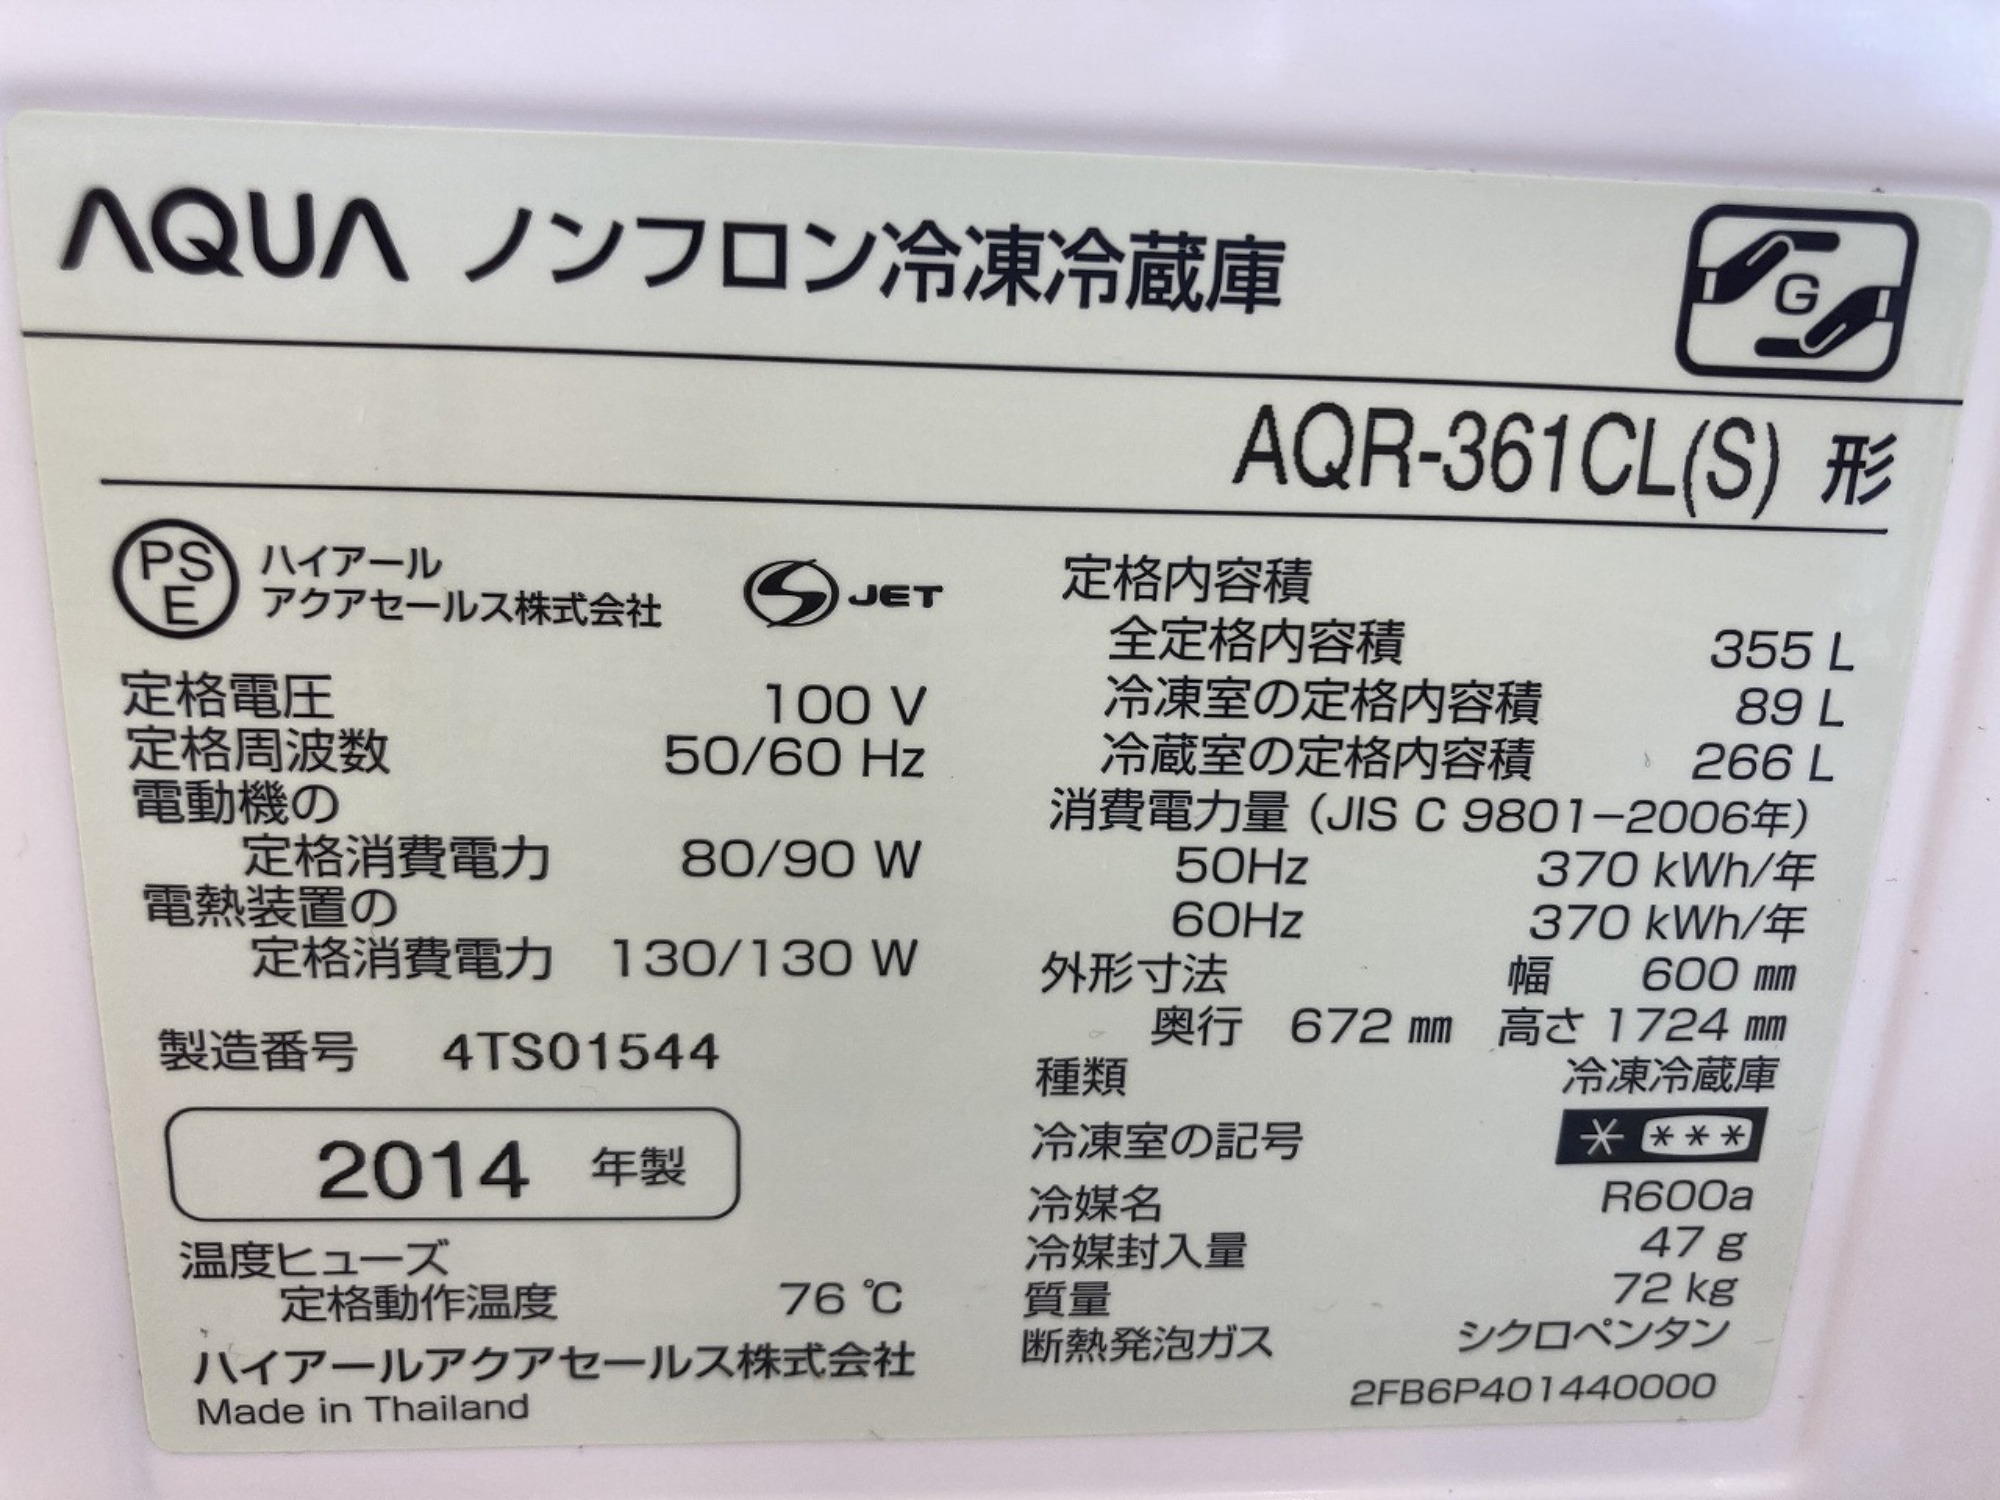 AQUA ノンフロン冷凍冷蔵庫
G
AQR-361CL(S) 形
PS
E
ハイアール
アクアセールス株式会社
S JET
定格電圧 100 V
定格周波数 50/60 Hz
電動機の
定格消費電力 80/90 W
電熱装置の
定格消費電力 130/130 W
製造番号 4TS01544
2014 年製
温度ヒューズ
定格動作温度 76 ℃
ハイアールアクアセールス株式会社
Made in Thailand
定格内容積
全定格内容積 355 L
冷凍室の定格内容積 89 L
冷蔵室の定格内容積 266 L
消費電力量 (JIS C 9801−2006年)
50Hz 370 kWh/年
60Hz 370 kWh/年
外形寸法 幅 600 ㎜
奥行 672 ㎜ 高さ 1724 ㎜
種類 冷凍冷蔵庫
冷凍室の記号 * ***
冷媒名 R600a
冷媒封入量 47 g
質量 72 kg
断熱発泡ガス シクロペンタン
2FB6P401440000